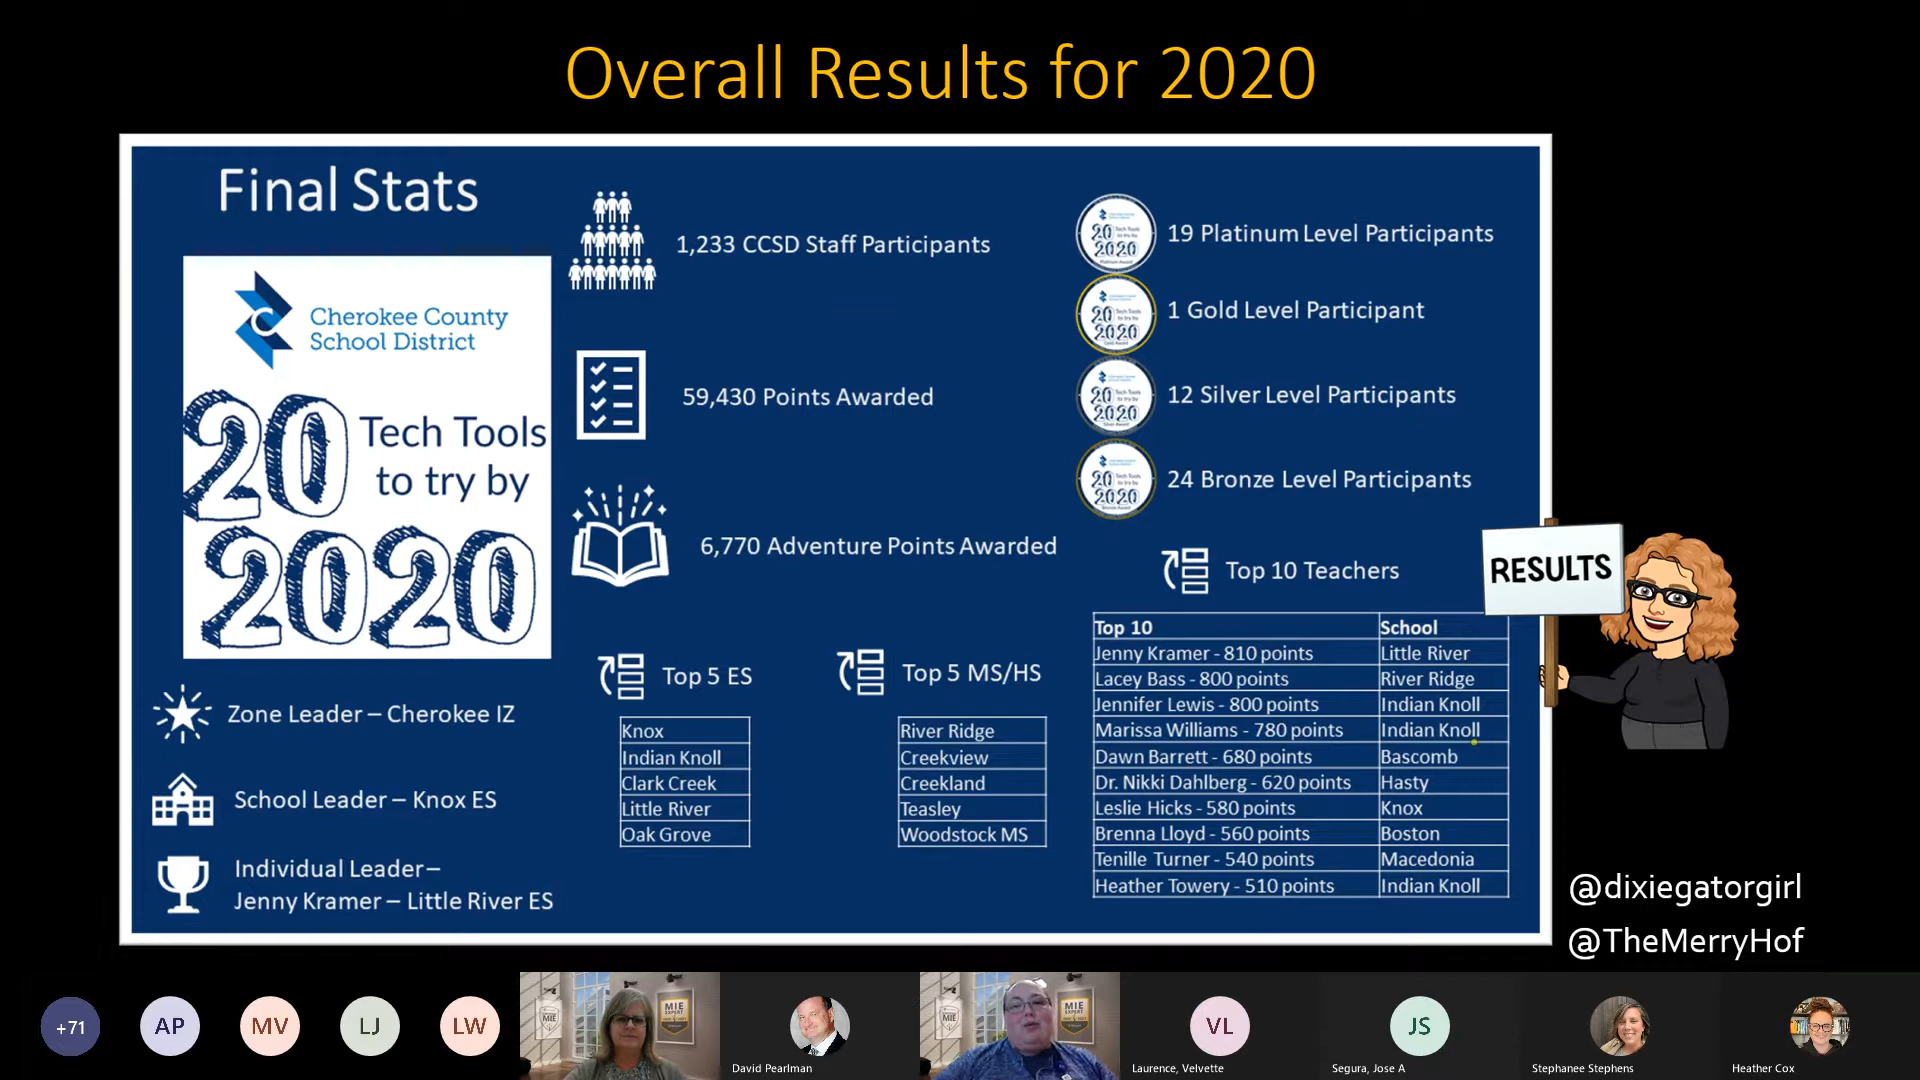 Overall Results for 2020
Final Stats
Cherokee County
School District
20 Tech Tools
to try by
2020
Zone Leader – Cherokee IZ
School Leader – Knox ES
Individual Leader –
Jenny Kramer – Little River ES
1,233 CCSD Staff Participants
59,430 Points Awarded
6,770 Adventure Points Awarded
Top 5 ES
Knox
Indian Knoll
Clark Creek
Little River
Oak Grove
Top 5 MS/HS
River Ridge
Creekview
Creekland
Teasley
Woodstock MS
19 Platinum Level Participants
1 Gold Level Participant
12 Silver Level Participants
24 Bronze Level Participants
Top 10 Teachers
Top 10 School
Jenny Kramer - 810 points Little River
Lacey Bass - 800 points River Ridge
Jennifer Lewis - 800 points Indian Knoll
Marissa Williams - 780 points Indian Knoll
Dawn Barrett - 680 points Bascomb
Dr. Nikki Dahlberg - 620 points Hasty
Leslie Hicks - 580 points Knox
Brenna Lloyd - 560 points Boston
Tenille Turner - 540 points Macedonia
Heather Towery - 510 points Indian Knoll
RESULTS
@dixiegatorgirl
@TheMerryHof
+71
AP
MV
LJ
LW
MIE
MIE
EXPERT
David Pearlman
MIE
MIE
EXPERT
VL
Laurence, Velvette
JS
Segura, Jose A
Stephanee Stephens
Heather Cox